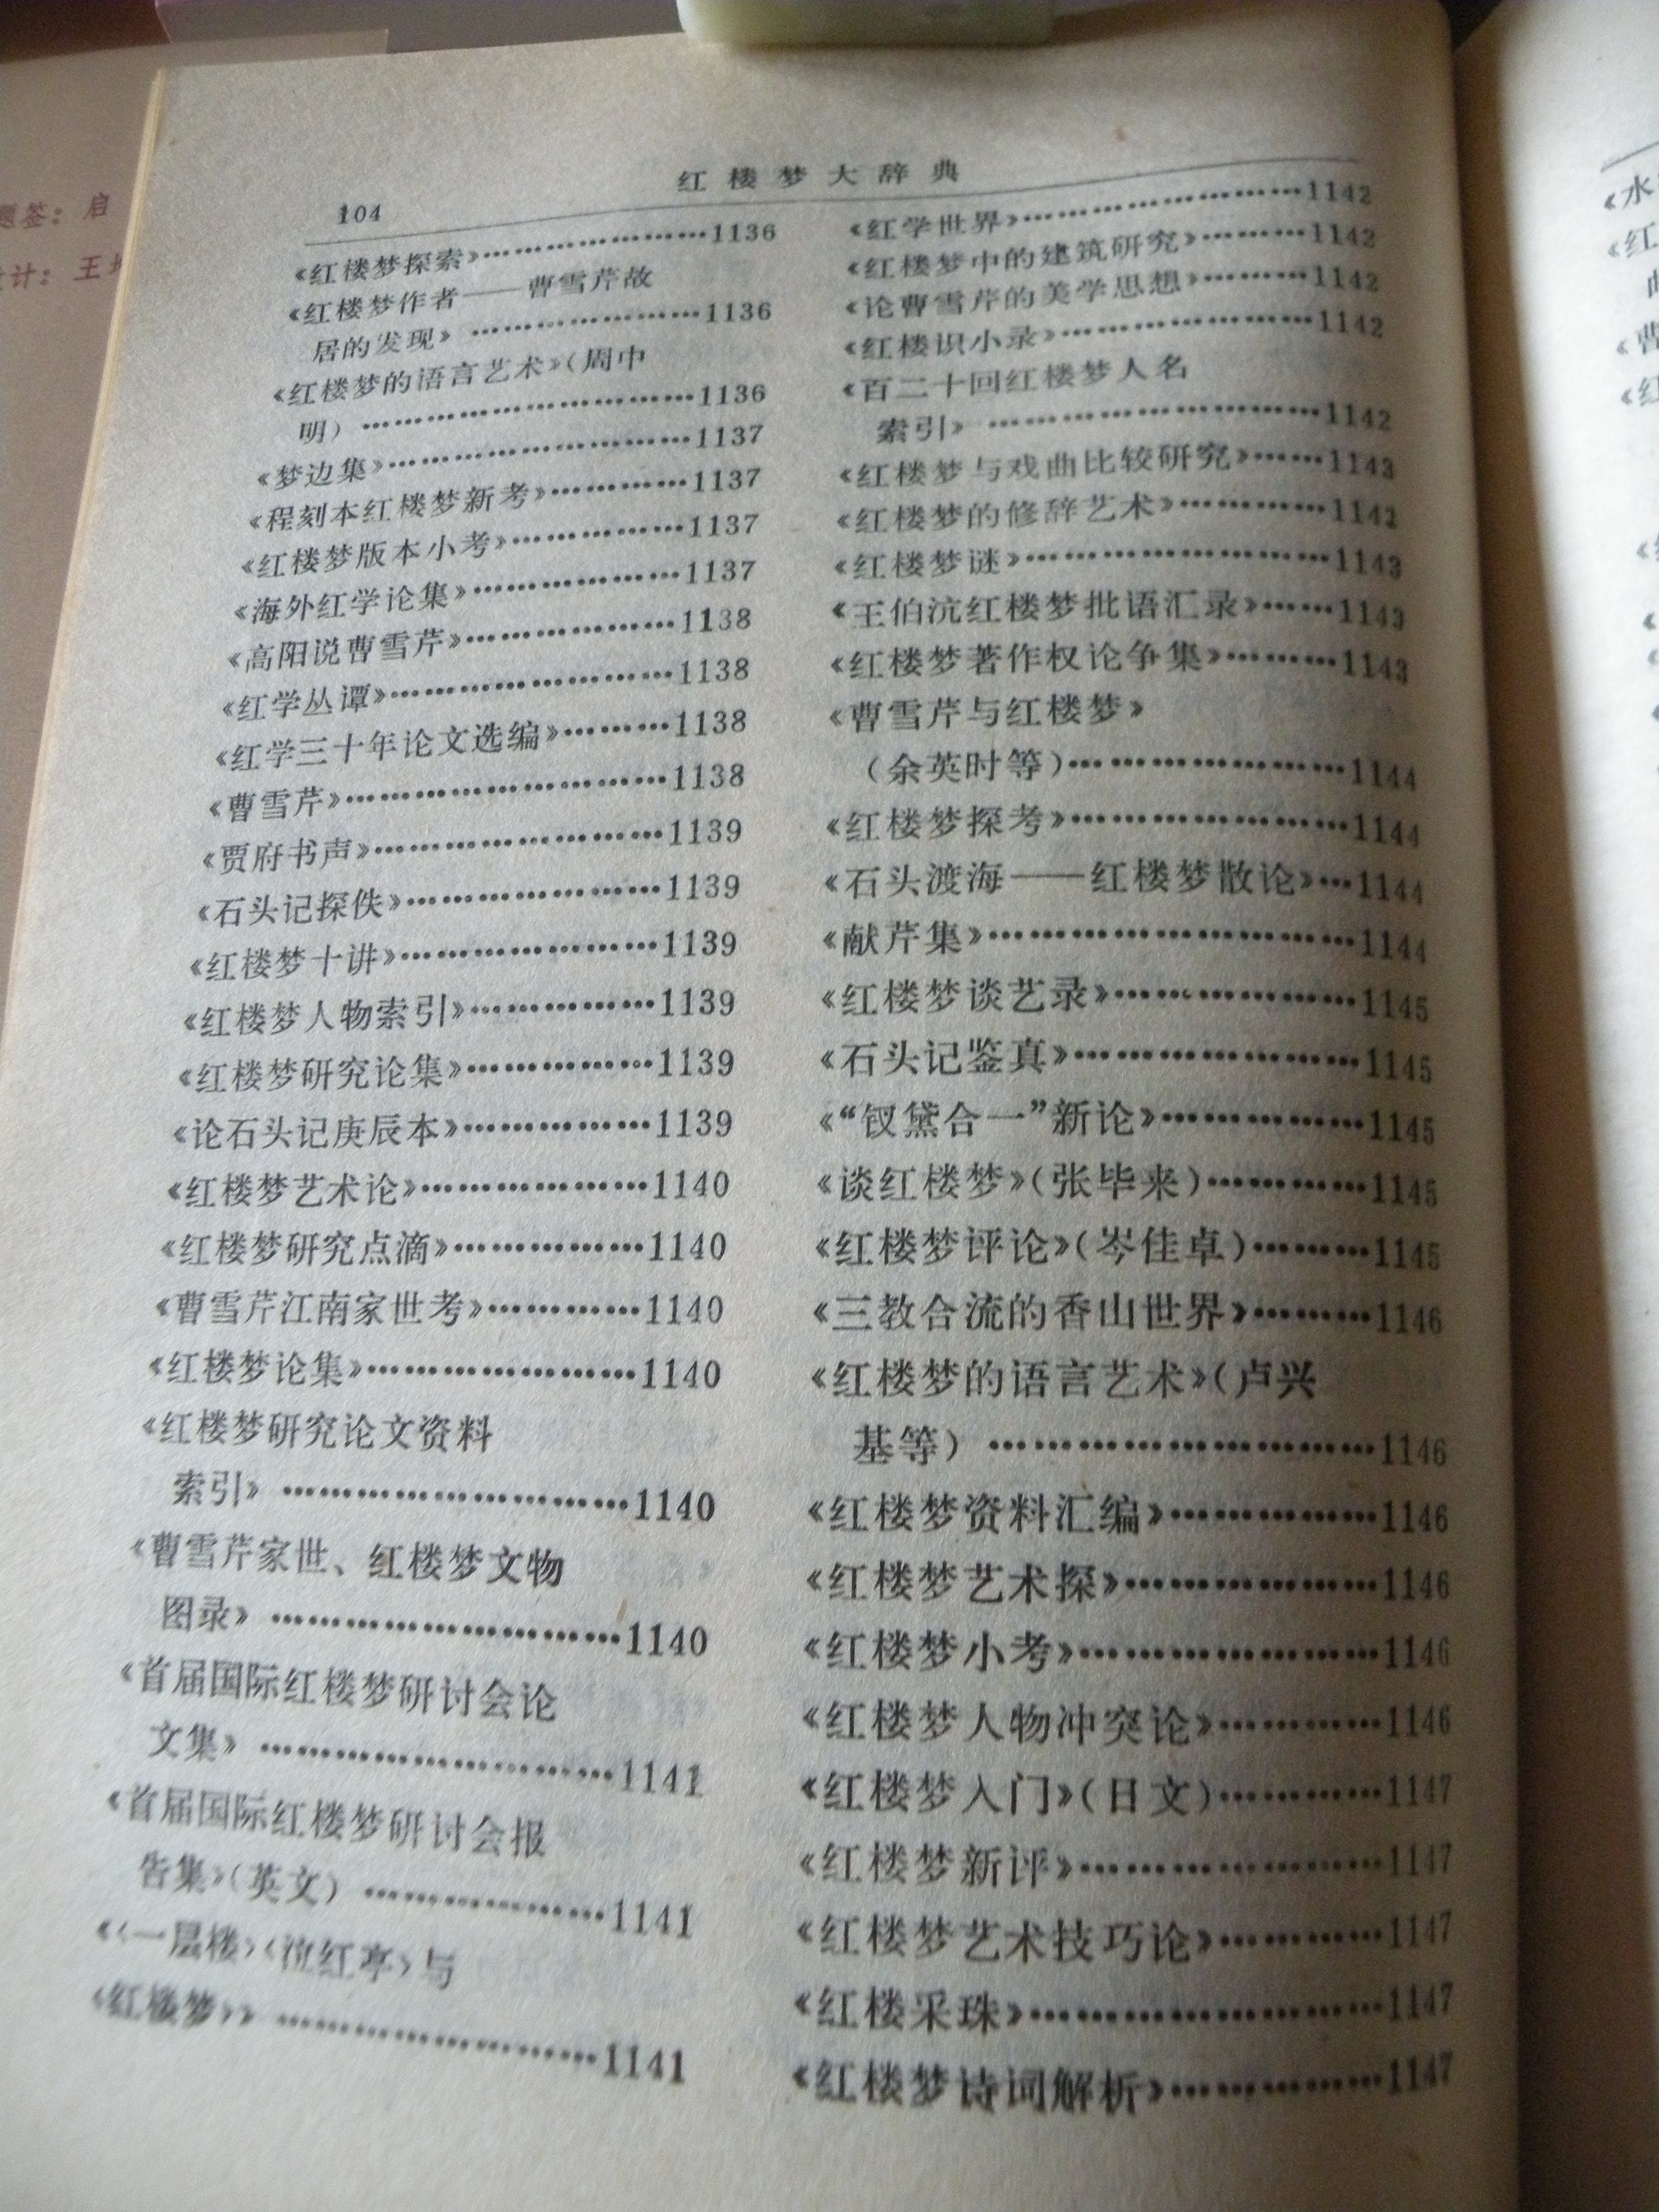 红楼梦大辞典
104
《红楼梦探索》…………………1136
《红楼梦作者——曹雪芹故
居的发现》…………………1136
《红楼梦的语言艺术》(周中
明)…………………………1136
《梦边集》………………………1137
《程刻本红楼梦新考》…………1137
《红楼梦版本小考》……………1137
《海外红学论集》………………1137
《高阳说曹雪芹》………………1138
《红学丛谭》……………………1138
《红学三十年论文选编》………1138
《曹雪芹》………………………1138
《贾府书声》……………………1139
《石头记探佚》…………………1139
《红楼梦十讲》…………………1139
《红楼梦人物索引》……………1139
《红楼梦研究论集》……………1139
《论石头记庚辰本》……………1139
《红楼梦艺术论》………………1140
《红楼梦研究点滴》……………1140
《曹雪芹江南家世考》…………1140
《红楼梦论集》…………………1140
《红楼梦研究论文资料
索引》………………………1140
《曹雪芹家世、红楼梦文物
图录》………………………1140
《首届国际红楼梦研讨会论
文集》………………………1141
《首届国际红楼梦研讨会报
告集》(英文)………………1141
《〈一层楼〉〈泣红亭〉与
〈红楼梦〉》……………………1141
《红学世界》……………………1142
《红楼梦中的建筑研究》………1142
《论曹雪芹的美学思想》………1142
《红楼识小录》…………………1142
《百二十回红楼梦人名
索引》………………………1142
《红楼梦与戏曲比较研究》……1143
《红楼梦的修辞艺术》…………1142
《红楼梦谜》……………………1143
《王伯沆红楼梦批语汇录》……1143
《红楼梦著作权论争集》………1143
《曹雪芹与红楼梦》
(余英时等)…………………1144
《红楼梦探考》…………………1144
《石头渡海——红楼梦散论》…1144
《献芹集》………………………1144
《红楼梦谈艺录》………………1145
《石头记鉴真》…………………1145
《“钗黛合一”新论》……………1145
《谈红楼梦》(张毕来)…………1145
《红楼梦评论》(岑佳卓)………1145
《三教合流的香山世界》………1146
《红楼梦的语言艺术》(卢兴
基等)………………………1146
《红楼梦资料汇编》……………1146
《红楼梦艺术探》………………1146
《红楼梦小考》…………………1146
《红楼梦人物冲突论》…………1146
《红楼梦入门》(日文)…………1147
《红楼梦新评》…………………1147
《红楼梦艺术技巧论》…………1147
《红楼采珠》……………………1147
《红楼梦诗词解析》……………1147
题签：启
计：王
《水
《红
《曹